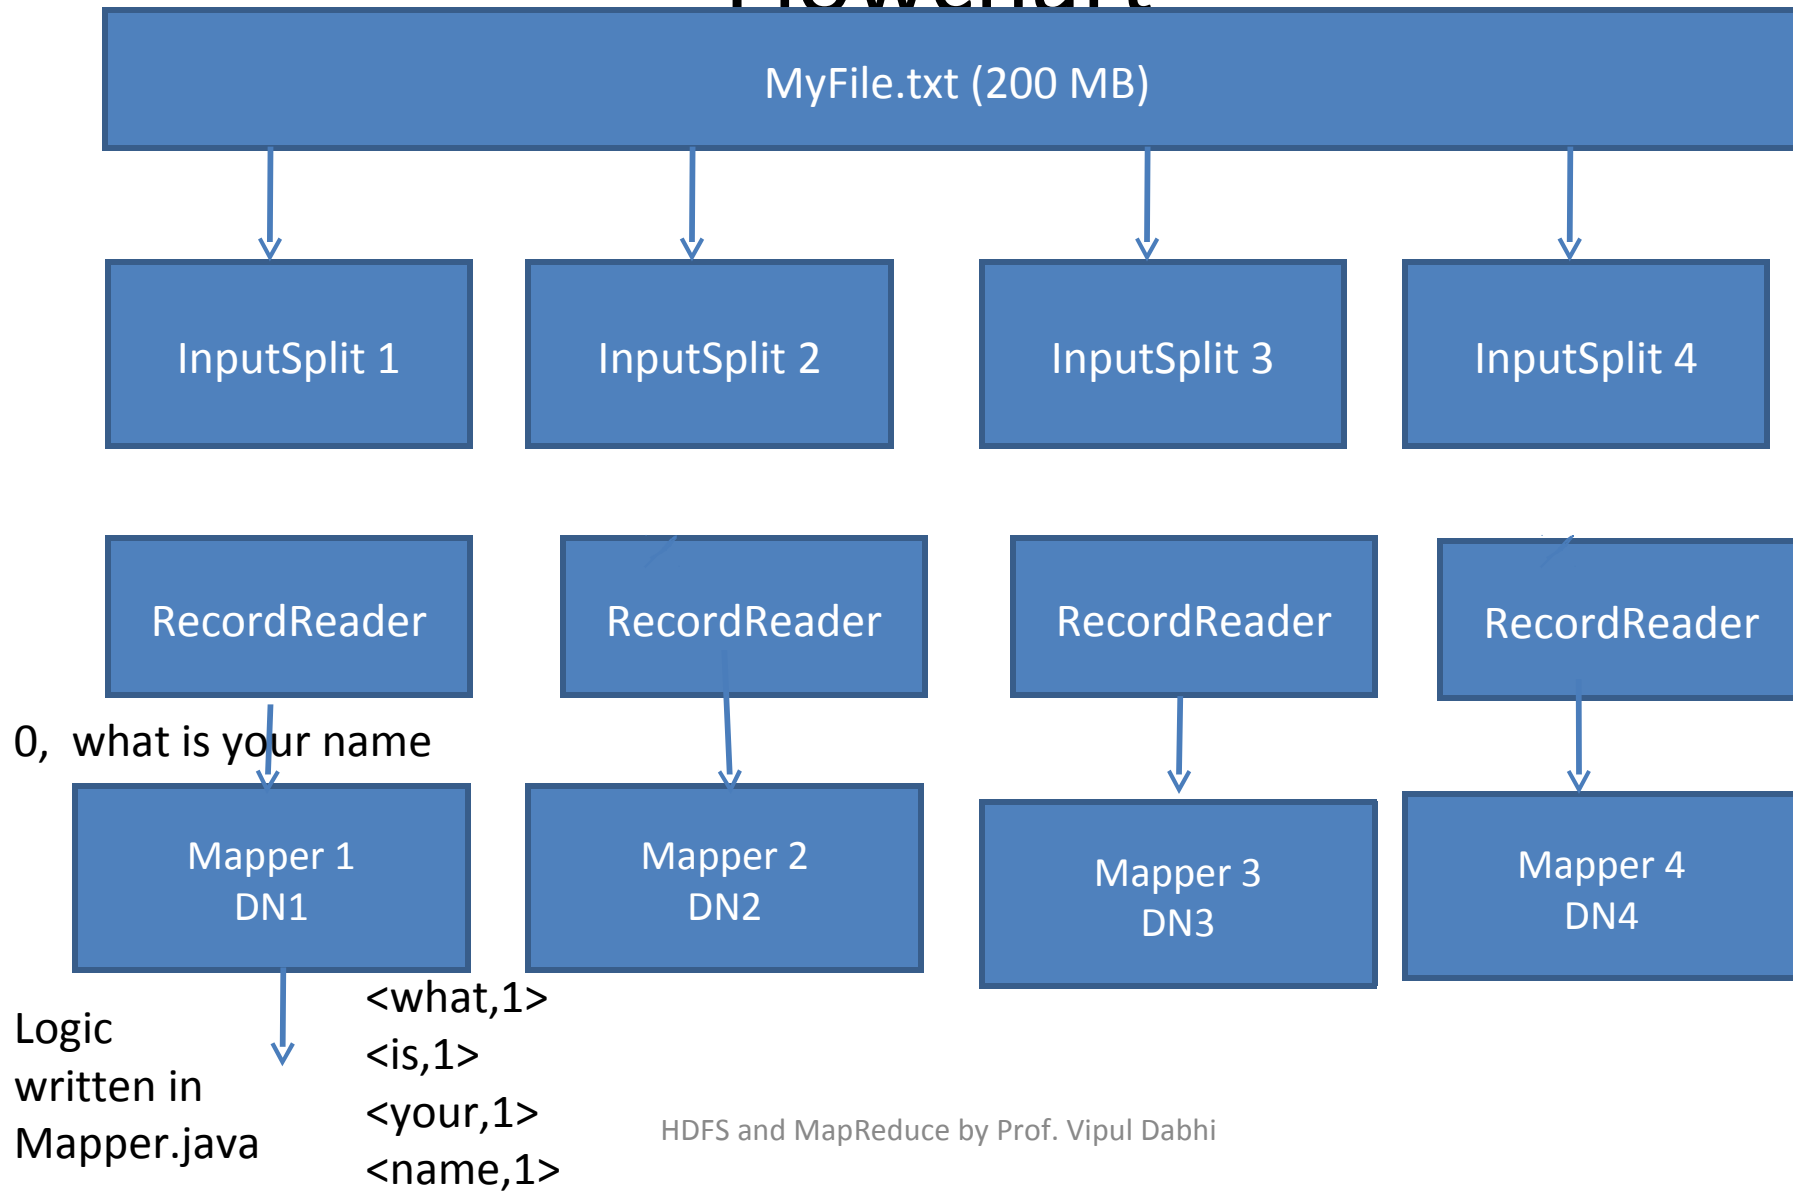 Flowchart
MyFile.txt (200 MB)
InputSplit 1
InputSplit 2
InputSplit 3
InputSplit 4
RecordReader
RecordReader
RecordReader
RecordReader
0, what is your name
Mapper 1
DN1
Mapper 2
DN2
Mapper 3
DN3
Mapper 4
DN4
Logic
written in
Mapper.java
<what,1>
<is,1>
<your,1>
<name,1>
HDFS and MapReduce by Prof. Vipul Dabhi